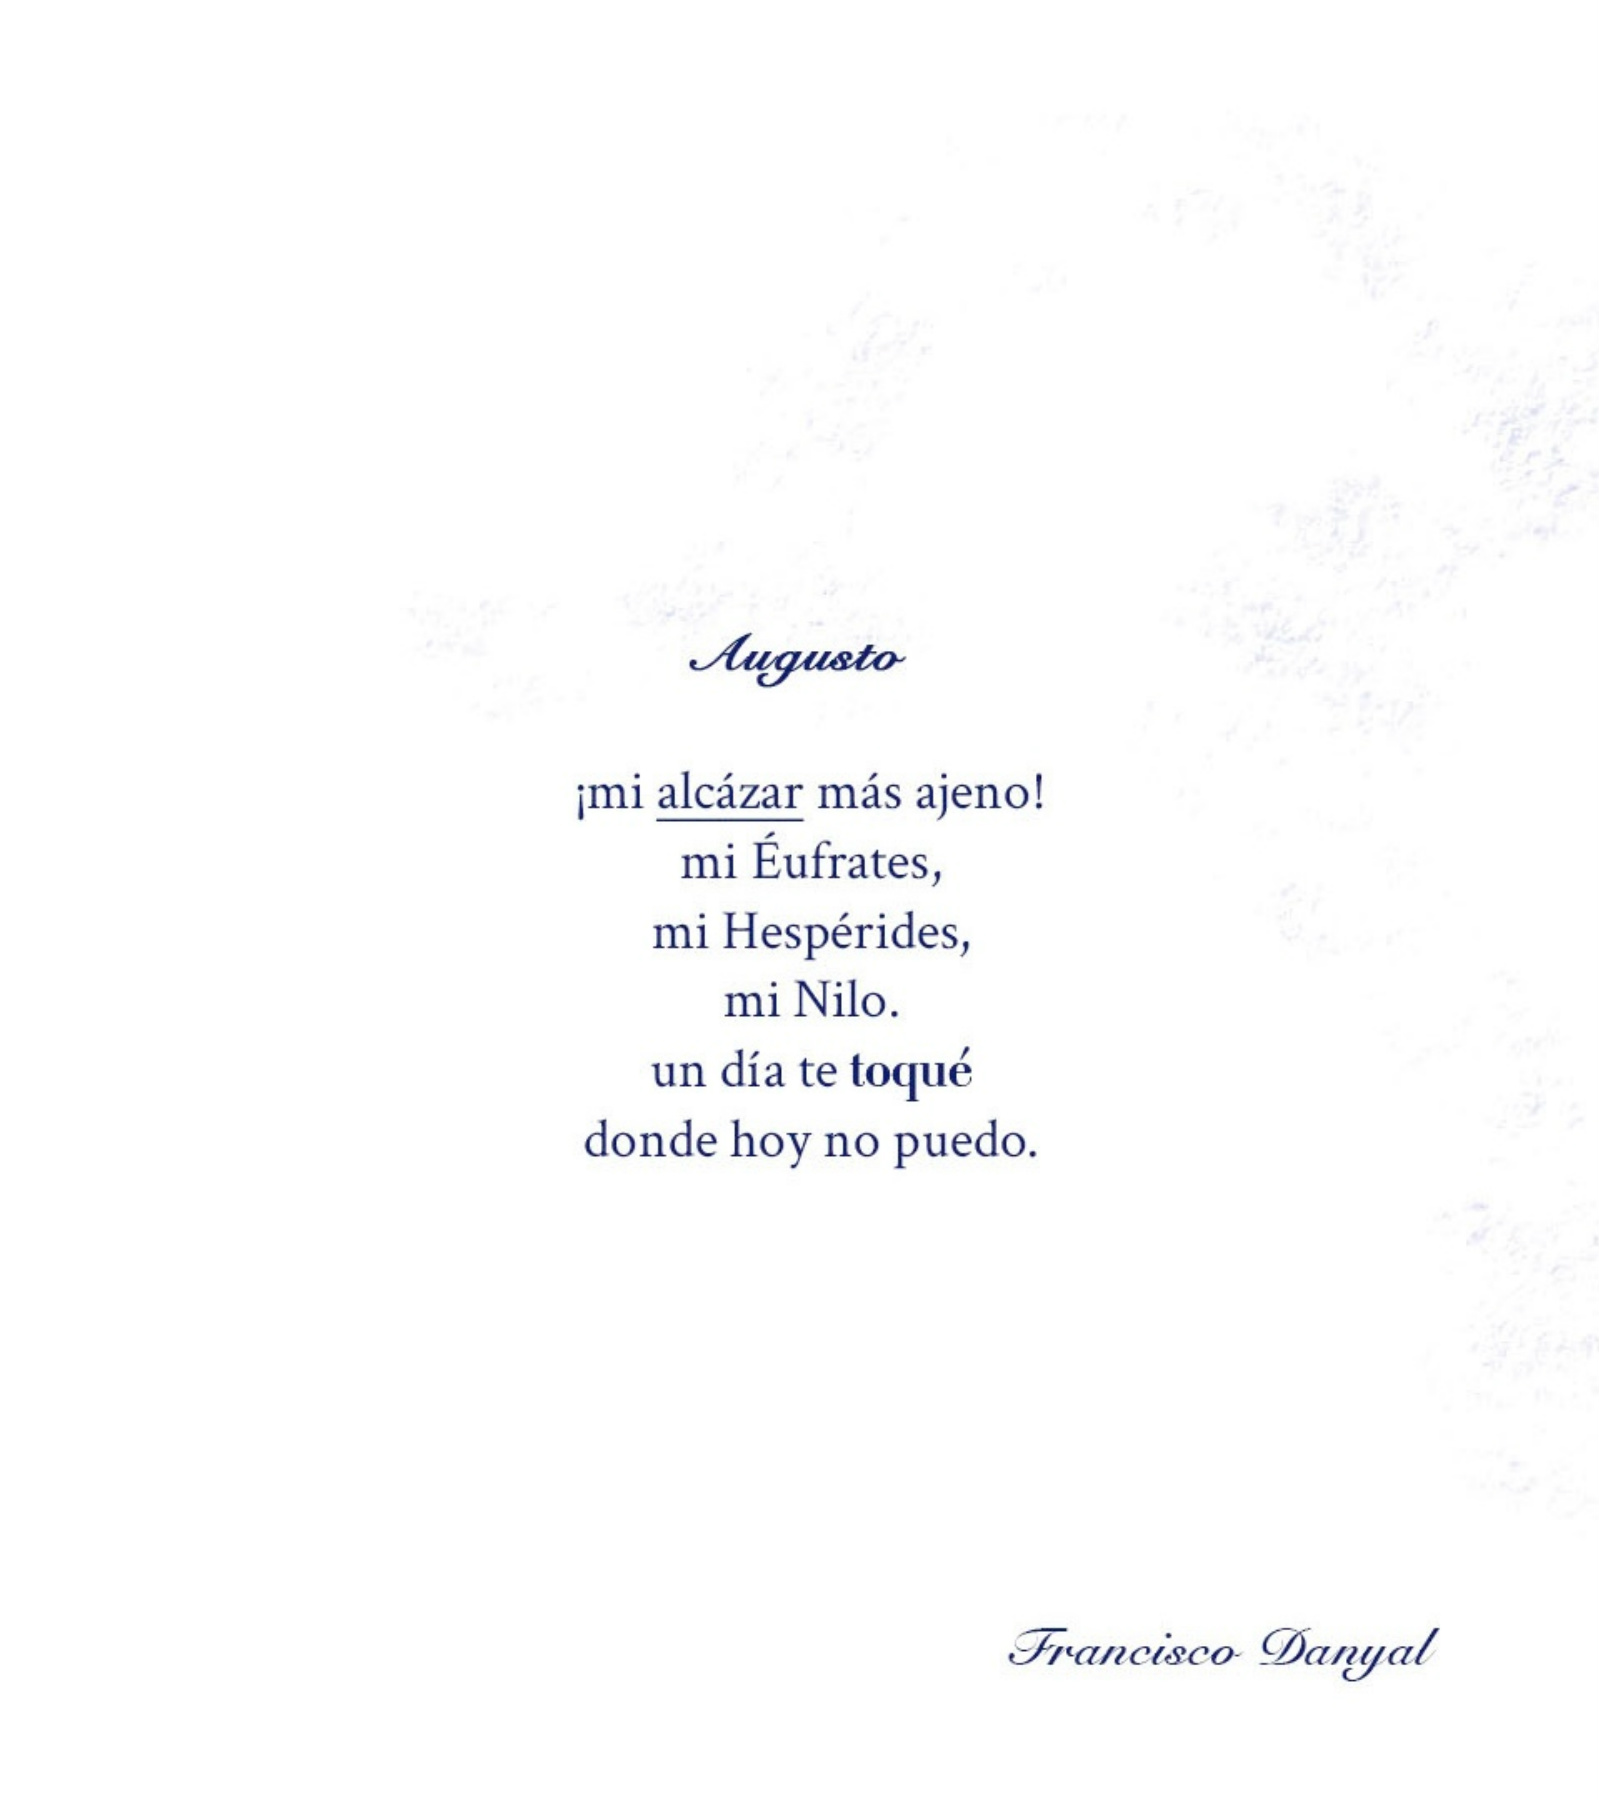 Augusto
¡mi alcázar más ajeno!
mi Éufrates,
mi Hespérides,
mi Nilo.
un día te toqué
donde hoy no puedo.
Francisco Danyal